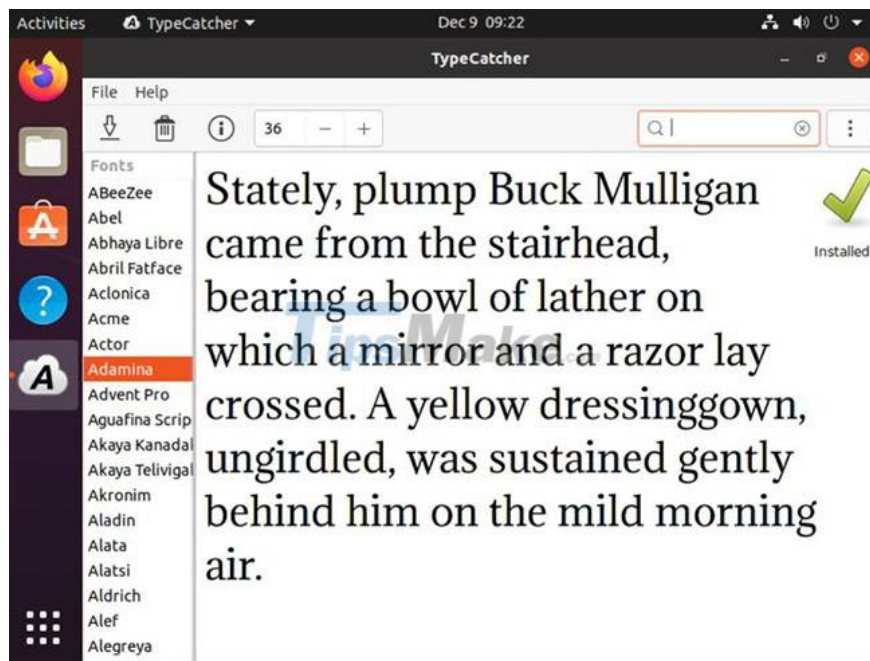 Activities
TypeCatcher
Dec 9 09:22
TypeCatcher
File Help
36 − +
Fonts
ABeeZee
Abel
Abhaya Libre
Abril Fatface
Aclonica
Acme
Actor
Adamina
Advent Pro
Aguafina Scrip
Akaya Kanadal
Akaya Telivigal
Akronim
Aladin
Alata
Alatsi
Aldrich
Alef
Alegreya
Stately, plump Buck Mulligan
came from the stairhead,
bearing a bowl of lather on
which a mirror and a razor lay
crossed. A yellow dressinggown,
ungirdled, was sustained gently
behind him on the mild morning
air.
Installed
TipsMake.com